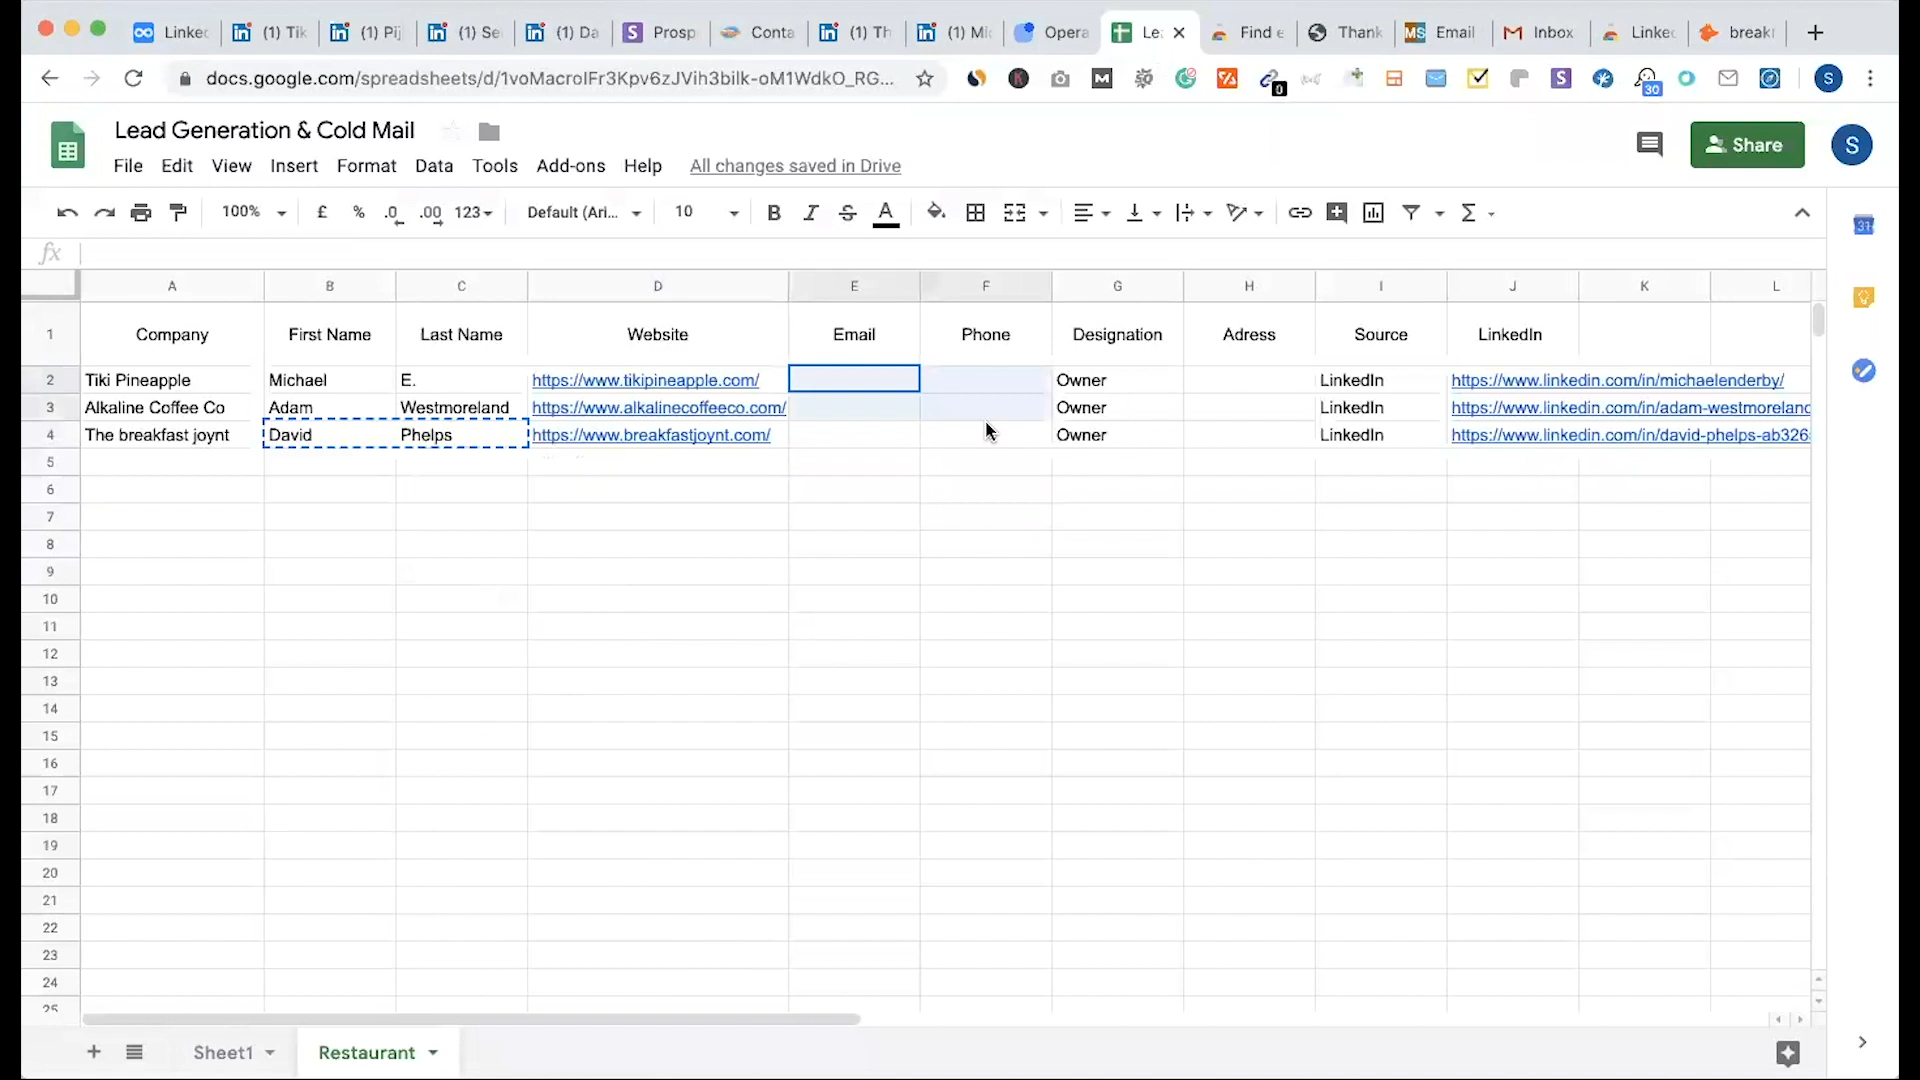 Linke
(1) Tik
(1) Pij
(1) Se
(1) Da
S
Prosp
Conta
(1) Th
(1) Mi
Opera
Le
Find e
Thank
MS
Email
Inbox
Linke
break
docs.google.com/spreadsheets/d/1voMacroIFr3Kpv6zJVih3bilk-oM1WdkO_RG...
0
30
S
Lead Generation & Cold Mail
File Edit View Insert Format Data Tools Add-ons Help All changes saved in Drive
Share
S
100% £ % .0 .00 123 Default (Ari... 10 B I S A Σ
31
fx
A B C D E F G H I J K L
1 Company First Name Last Name Website Email Phone Designation Adress Source LinkedIn
2 Tiki Pineapple Michael E. https://www.tikipineapple.com/ Owner LinkedIn https://www.linkedin.com/in/michaelenderby/
3 Alkaline Coffee Co Adam Westmoreland https://www.alkalinecoffeeco.com/ Owner LinkedIn https://www.linkedin.com/in/adam-westmoreland
4 The breakfast joynt David Phelps https://www.breakfastjoynt.com/ Owner LinkedIn https://www.linkedin.com/in/david-phelps-ab326
5
6
7
8
9
10
11
12
13
14
15
16
17
18
19
20
21
22
23
24
25
Sheet1 Restaurant